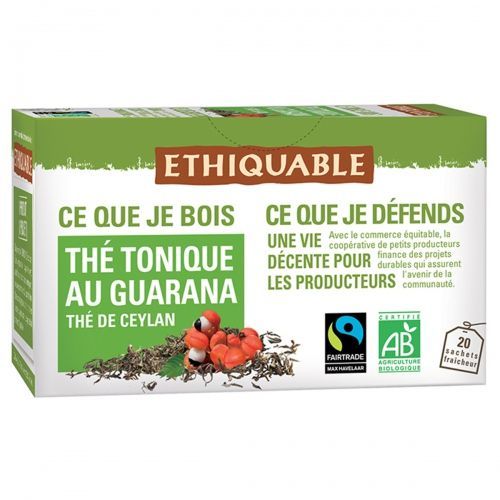 ETHIQUABLE
CE QUE JE BOIS
THÉ TONIQUE
AU GUARANA
THÉ DE CEYLAN
CE QUE JE DÉFENDS
UNE VIE
DÉCENTE POUR
LES PRODUCTEURS
Avec le commerce équitable, la
coopérative de petits producteurs
finance des projets
durables qui assurent
l'avenir de la
communauté.
FAIRTRADE
MAX HAVELAAR
CERTIFIÉ
AB
AGRICULTURE
BIOLOGIQUE
20
sachets
fraîcheur